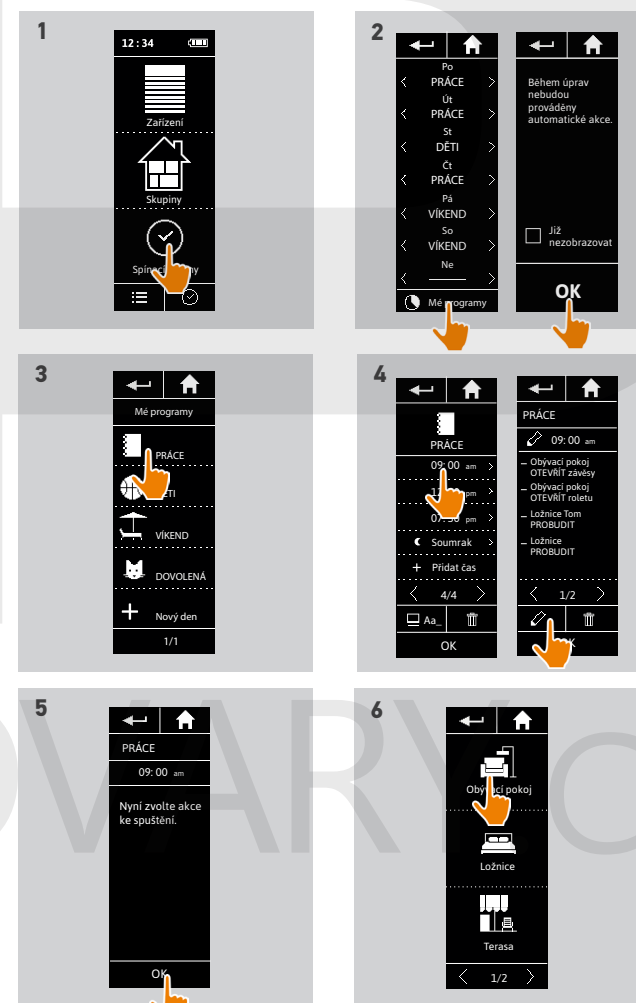 1
12:34
Zařízení
Skupiny
2
Po
PRÁCE
Út
PRÁCE
St
DĚTI
Čt
PRÁCE
Pá
VÍKEND
So
VÍKEND
Ne
Mé programy
Během úprav
nebudou
prováděny
automatické akce.
Již
nezobrazovat
OK
3
Mé programy
PRÁCE
VÍKEND
DOVOLENÁ
+ Nový den
1/1
4
PRÁCE
09:00 am
pm
pm
Soumrak
+ Přidat čas
4/4
Aa_
OK
PRÁCE
09:00 am
– Obývací pokoj
OTEVŘÍT závěsy
– Obývací pokoj
OTEVŘÍT roletu
– Ložnice Tom
PROBUDIT
– Ložnice
PROBUDIT
1/2
5
PRÁCE
09:00 am
Nyní zvolte akce
ke spuštění.
OK
6
Obývací pokoj
Ložnice
Terasa
1/2